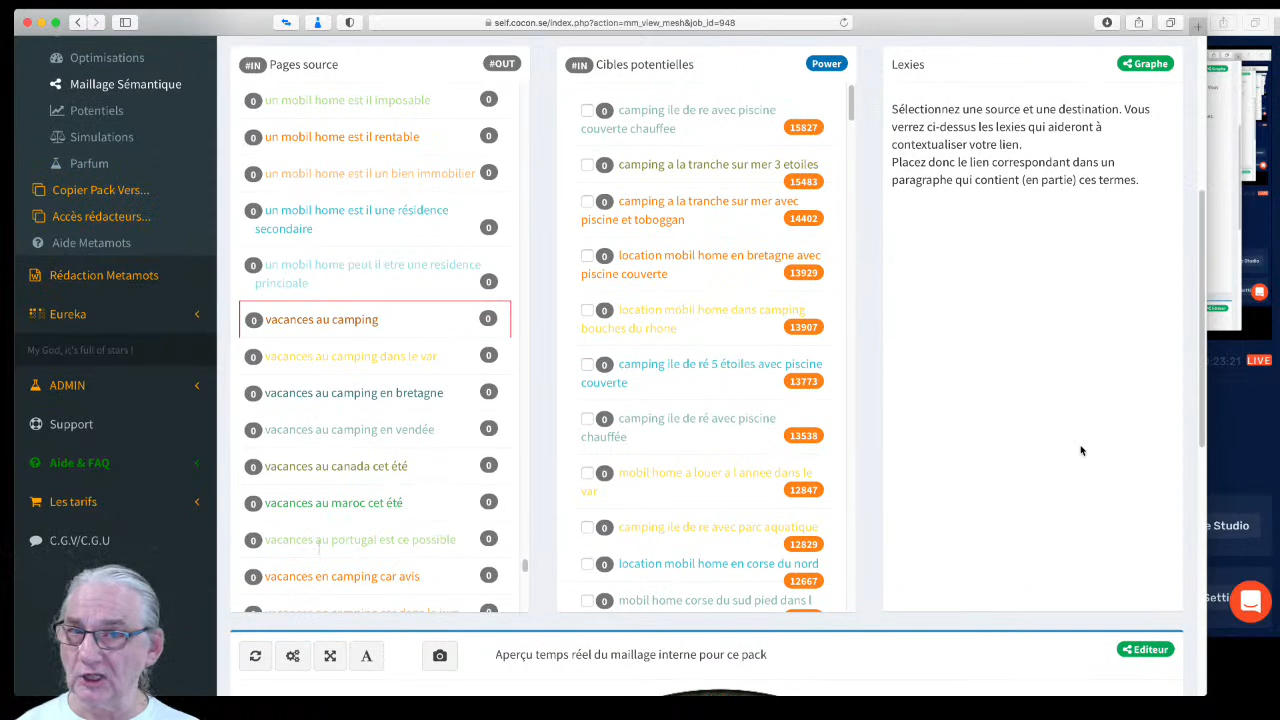 self.cocon.se/index.php?action=mm_view_mesh&job_id=948
Optimisations
Maillage Sémantique
Potentiels
Simulations
Parfum
Copier Pack Vers...
Accès rédacteurs...
Aide Metamots
Rédaction Metamots
Eureka
My God, it's full of stars !
ADMIN
Support
Aide & FAQ
Les tarifs
C.G.V/C.G.U
#IN Pages source #OUT
0 un mobil home est il imposable 0
0 un mobil home est il rentable 0
0 un mobil home est il un bien immobilier 0
0 un mobil home est il une résidence
secondaire 0
0 un mobil home peut il etre une residence
principale 0
0 vacances au camping 0
0 vacances au camping dans le var 0
0 vacances au camping en bretagne 0
0 vacances au camping en vendée 0
0 vacances au canada cet été 0
0 vacances au maroc cet été 0
0 vacances au portugal est ce possible 0
0 vacances en camping car avis 0
#IN Cibles potentielles Power
0 camping ile de re avec piscine
couverte chauffee 15827
0 camping a la tranche sur mer 3 etoiles
15483
0 camping a la tranche sur mer avec
piscine et toboggan 14402
0 location mobil home en bretagne avec
piscine couverte 13929
0 location mobil home dans camping
bouches du rhone 13907
0 camping ile de ré 5 étoiles avec piscine
couverte 13773
0 camping ile de ré avec piscine
chauffée 13538
0 mobil home a louer a l annee dans le
var 12847
0 camping ile de re avec parc aquatique
12829
0 location mobil home en corse du nord
12667
0 mobil home corse du sud pied dans l
Lexies Graphe
Sélectionnez une source et une destination. Vous
verrez ci-dessus les lexies qui aideront à
contextualiser votre lien.
Placez donc le lien correspondant dans un
paragraphe qui contient (en partie) ces termes.
A
Aperçu temps réel du maillage interne pour ce pack
Editeur
:23:21 LIVE
e Studio